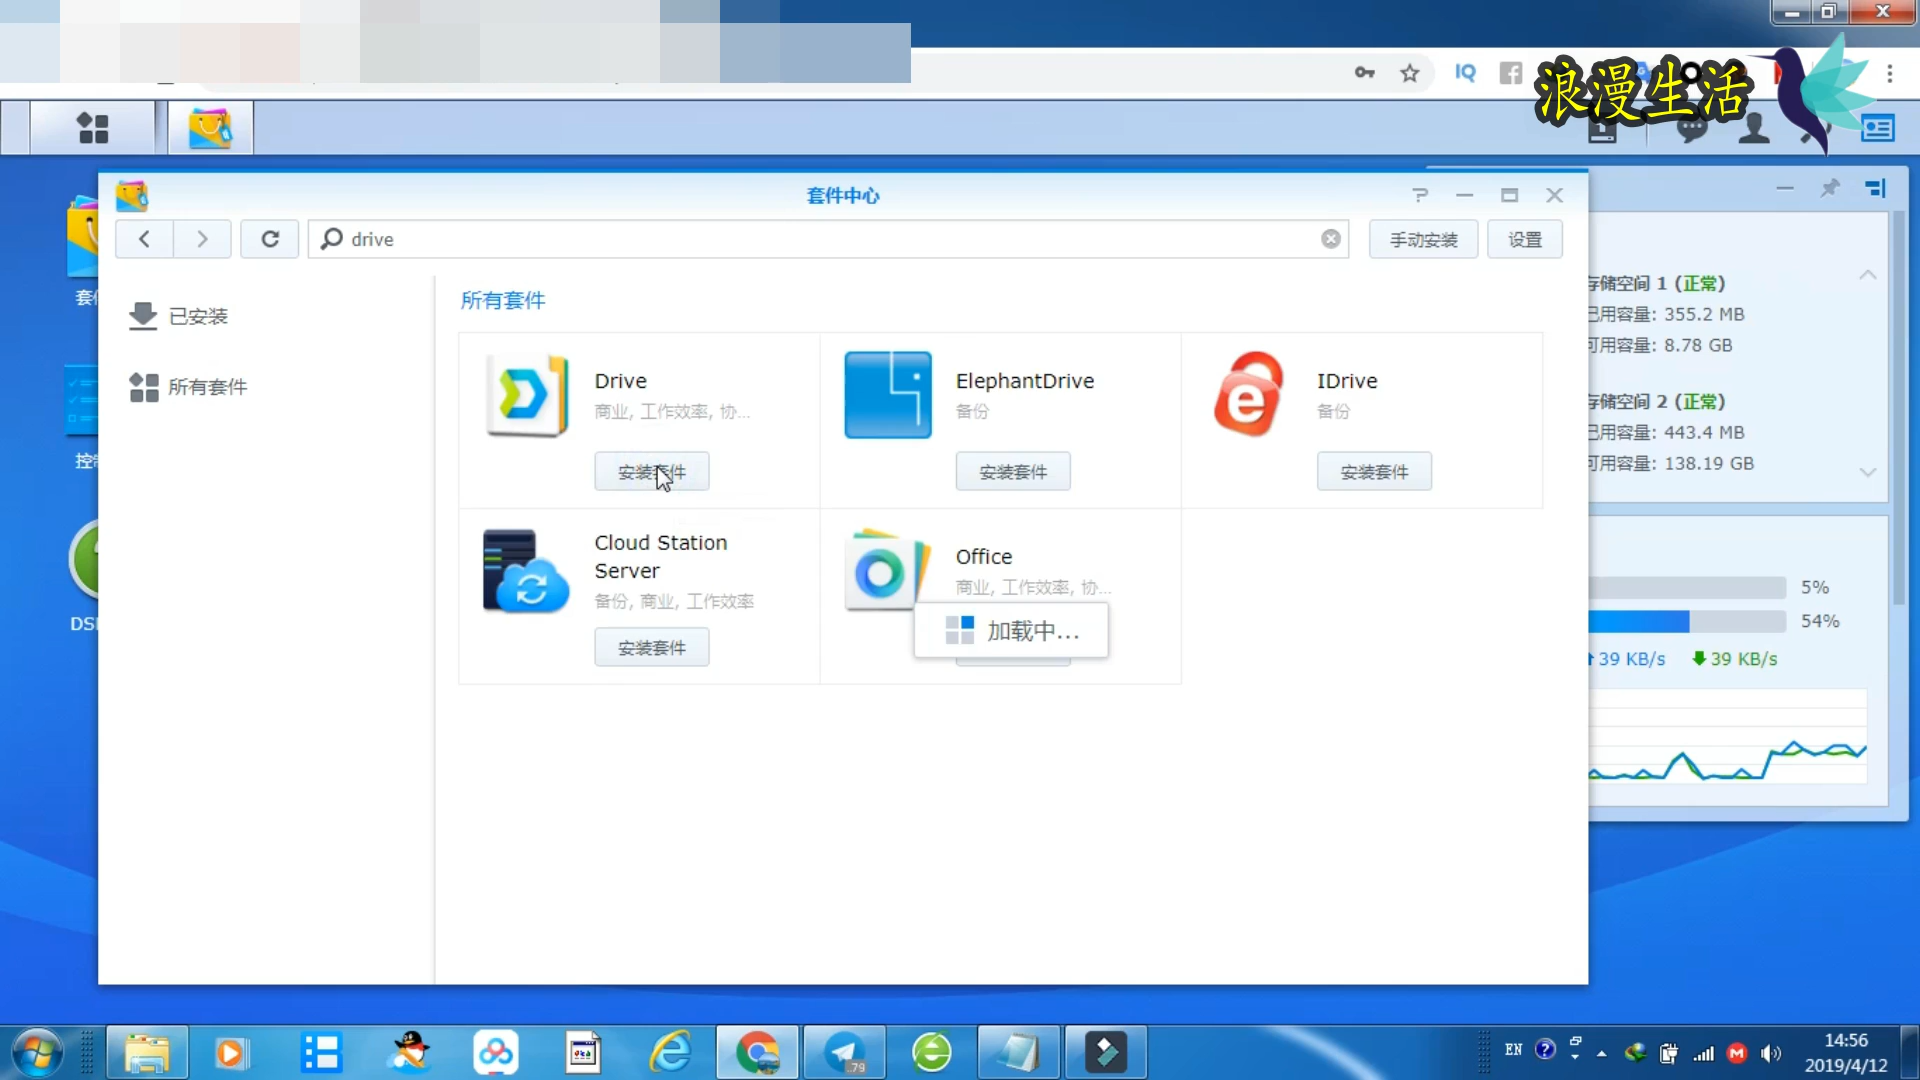 IQ
浪漫生活
套件中心
drive
手动安装
设置
已安装
所有套件
所有套件
Drive
商业, 工作效率, 协...
安装套件
ElephantDrive
备份
安装套件
IDrive
备份
安装套件
Cloud Station
Server
备份, 商业, 工作效率
安装套件
Office
商业, 工作效率, 协...
加载中...
存储空间 1 (正常)
已用容量: 355.2 MB
可用容量: 8.78 GB
存储空间 2 (正常)
已用容量: 443.4 MB
可用容量: 138.19 GB
5%
54%
39 KB/s
39 KB/s
DS
EN
14:56
2019/4/12
.79